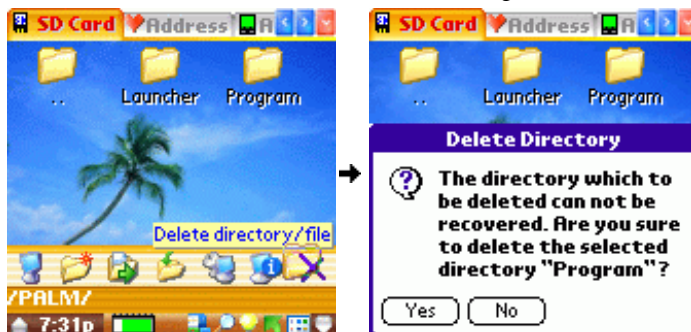 SD Card Address A
.. Launcher Program
Delete directory/file
/PALM/
7:31p
SD Card Address A
.. Launcher Program
Delete Directory
The directory which to
be deleted can not be
recovered. Are you sure
to delete the selected
directory "Program"?
Yes No